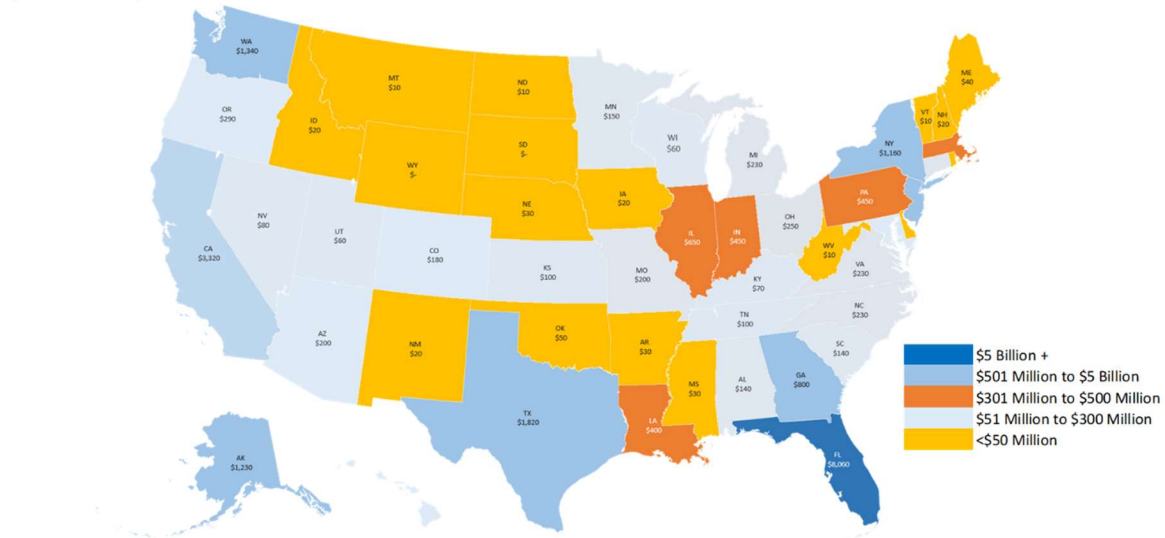 WA
$1,340
OR
$290
CA
$3,320
NV
$80
ID
$20
MT
$10
WY
$-
UT
$60
AZ
$200
CO
$180
NM
$20
ND
$10
SD
$-
NE
$30
KS
$100
OK
$50
TX
$1,820
MN
$150
IA
$20
MO
$200
AR
$30
LA
$400
WI
$60
IL
$650
MI
$230
IN
$450
OH
$250
KY
$70
TN
$100
MS
$30
AL
$140
GA
$800
FL
$8,060
SC
$140
NC
$230
VA
$230
WV
$10
PA
$450
NY
$1,160
VT
$10
NH
$20
ME
$40
AK
$1,230
$5 Billion +
$501 Million to $5 Billion
$301 Million to $500 Million
$51 Million to $300 Million
<$50 Million